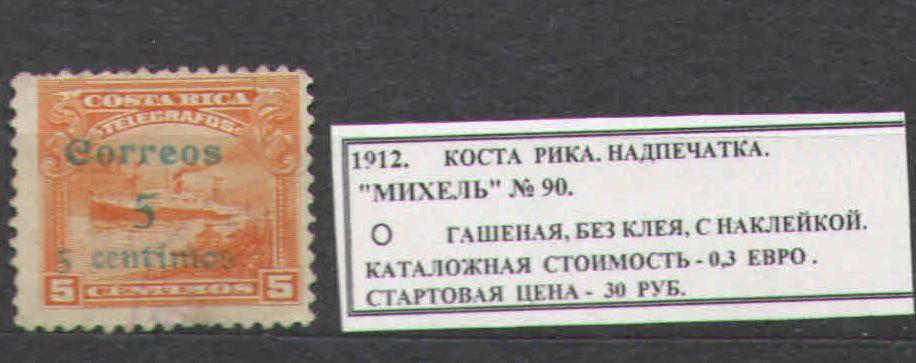 COSTA RICA
TELEGRAFOS
Correos
5
5 centimos
5 CENTIMOS 5
1912. КОСТА РИКА. НАДПЕЧАТКА.
"МИХЕЛЬ" № 90.
О ГАШЕНАЯ, БЕЗ КЛЕЯ, С НАКЛЕЙКОЙ.
КАТАЛОЖНАЯ СТОИМОСТЬ - 0,3 ЕВРО .
СТАРТОВАЯ ЦЕНА - 30 РУБ.